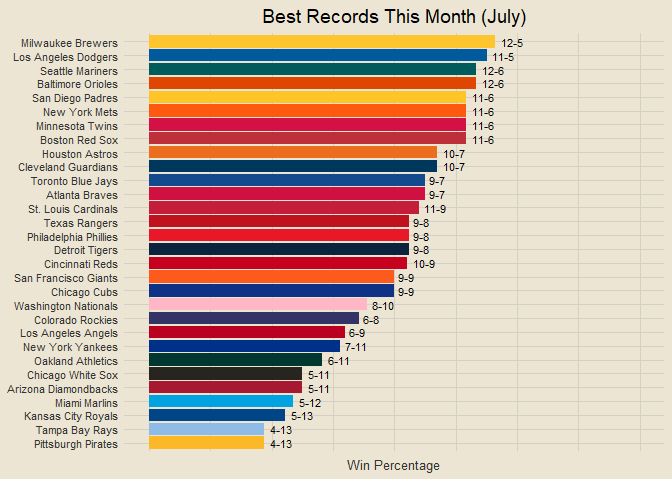 Best Records This Month (July)
Milwaukee Brewers 12-5
Los Angeles Dodgers 11-5
Seattle Mariners 12-6
Baltimore Orioles 12-6
San Diego Padres 11-6
New York Mets 11-6
Minnesota Twins 11-6
Boston Red Sox 11-6
Houston Astros 10-7
Cleveland Guardians 10-7
Toronto Blue Jays 9-7
Atlanta Braves 9-7
St. Louis Cardinals 11-9
Texas Rangers 9-8
Philadelphia Phillies 9-8
Detroit Tigers 9-8
Cincinnati Reds 10-9
San Francisco Giants 9-9
Chicago Cubs 9-9
Washington Nationals 8-10
Colorado Rockies 6-8
Los Angeles Angels 6-9
New York Yankees 7-11
Oakland Athletics 6-11
Chicago White Sox 5-11
Arizona Diamondbacks 5-11
Miami Marlins 5-12
Kansas City Royals 5-13
Tampa Bay Rays 4-13
Pittsburgh Pirates 4-13
Win Percentage